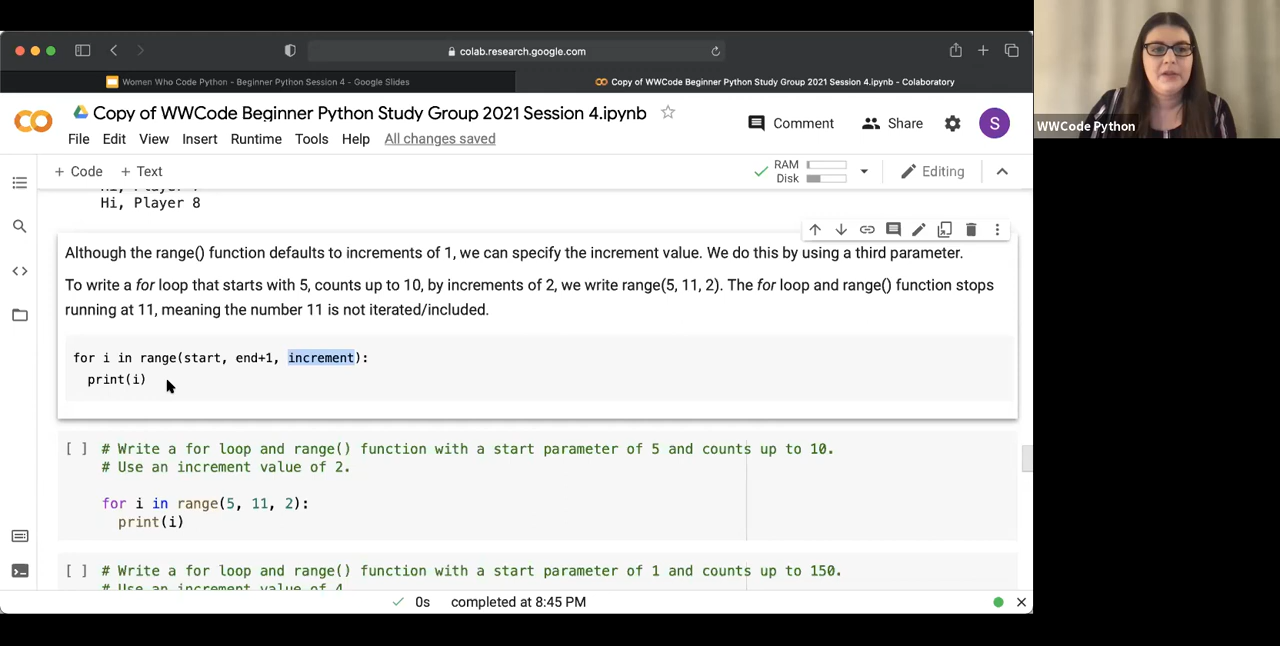 colab.research.google.com
Women Who Code Python - Beginner Python Session 4 - Google Slides
Copy of WWCode Beginner Python Study Group 2021 Session 4.ipynb - Colaboratory
Copy of WWCode Beginner Python Study Group 2021 Session 4.ipynb
Comment
Share
S
WWCode Python
File Edit View Insert Runtime Tools Help All changes saved
+ Code + Text
RAM
Disk
Editing
Hi, Player 8
Although the range() function defaults to increments of 1, we can specify the increment value. We do this by using a third parameter.
To write a for loop that starts with 5, counts up to 10, by increments of 2, we write range(5, 11, 2). The for loop and range() function stops
running at 11, meaning the number 11 is not iterated/included.
for i in range(start, end+1, increment):
print(i)
[ ] # Write a for loop and range() function with a start parameter of 5 and counts up to 10.
# Use an increment value of 2.
for i in range(5, 11, 2):
print(i)
[ ] # Write a for loop and range() function with a start parameter of 1 and counts up to 150.
# Use an increment value of 4
0s completed at 8:45 PM